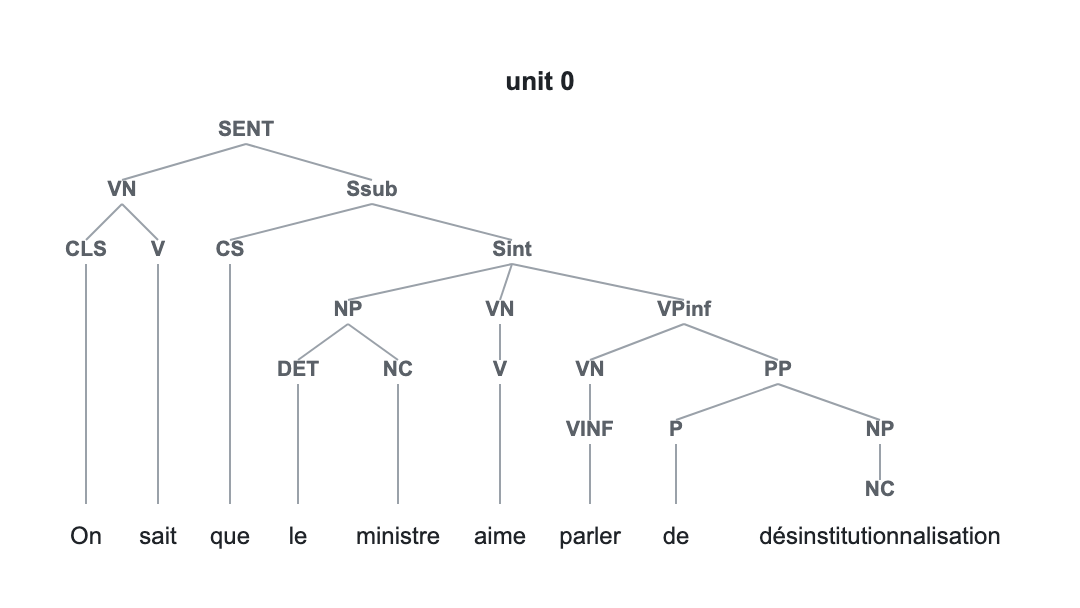 unit 0
SENT
VN Ssub
CLS V CS Sint
NP VN VPinf
DET NC V VN PP
VINF P NP
NC
On sait que le ministre aime parler de désinstitutionnalisation